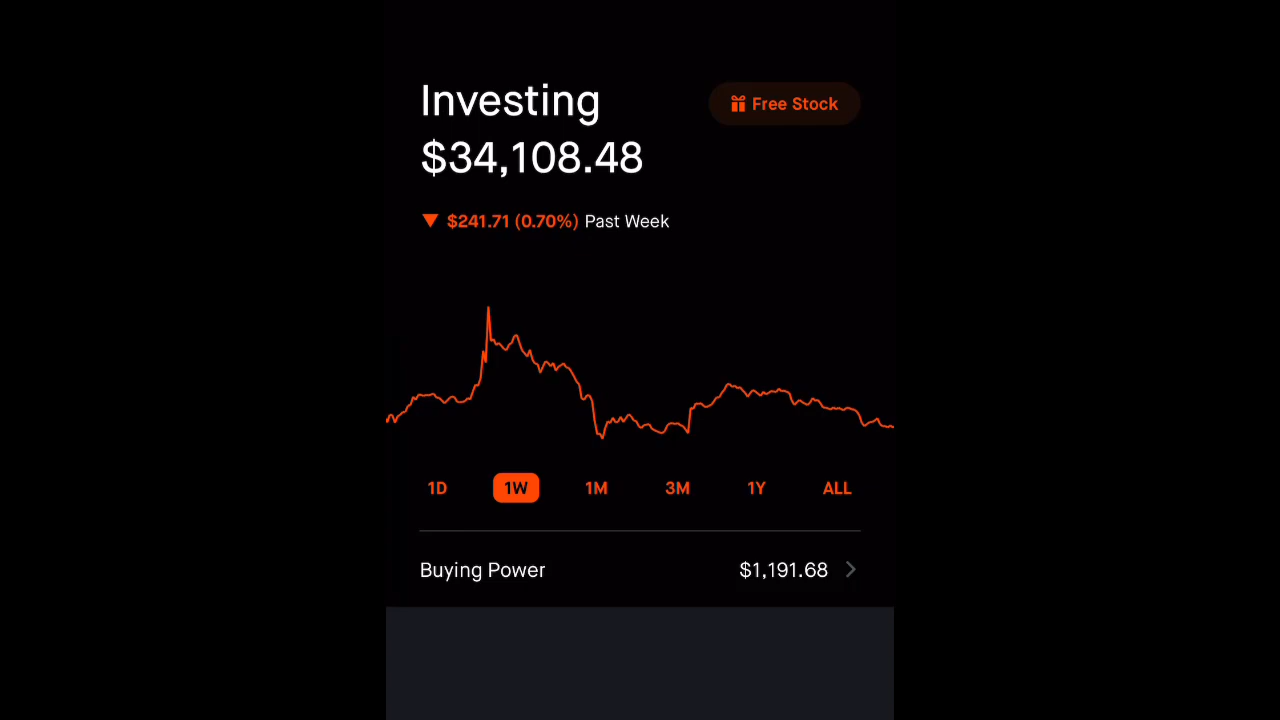 Investing
Free Stock
$34,108.48
▼ $241.71 (0.70%) Past Week
1D 1W 1M 3M 1Y ALL
Buying Power $1,191.68